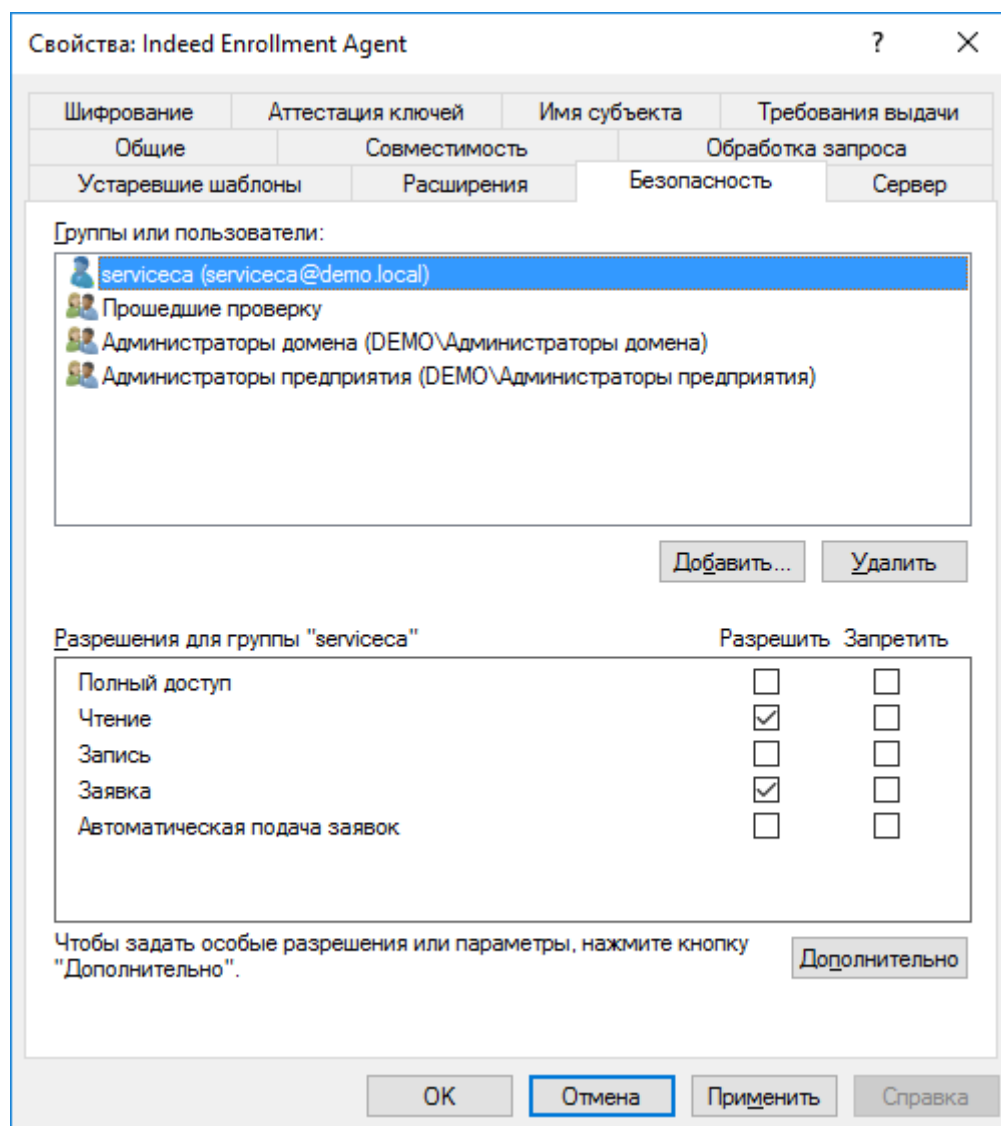 Свойства: Indeed Enrollment Agent
Шифрование Аттестация ключей Имя субъекта Требования выдачи
Общие Совместимость Обработка запроса
Устаревшие шаблоны Расширения Безопасность Сервер
Группы или пользователи:
serviceca (serviceca@demo.local)
Прошедшие проверку
Администраторы домена (DEMO\Администраторы домена)
Администраторы предприятия (DEMO\Администраторы предприятия)
Добавить... Удалить
Разрешения для группы "serviceca" Разрешить Запретить
Полный доступ
Чтение
Запись
Заявка
Автоматическая подача заявок
Чтобы задать особые разрешения или параметры, нажмите кнопку
"Дополнительно".
Дополнительно
OK Отмена Применить Справка